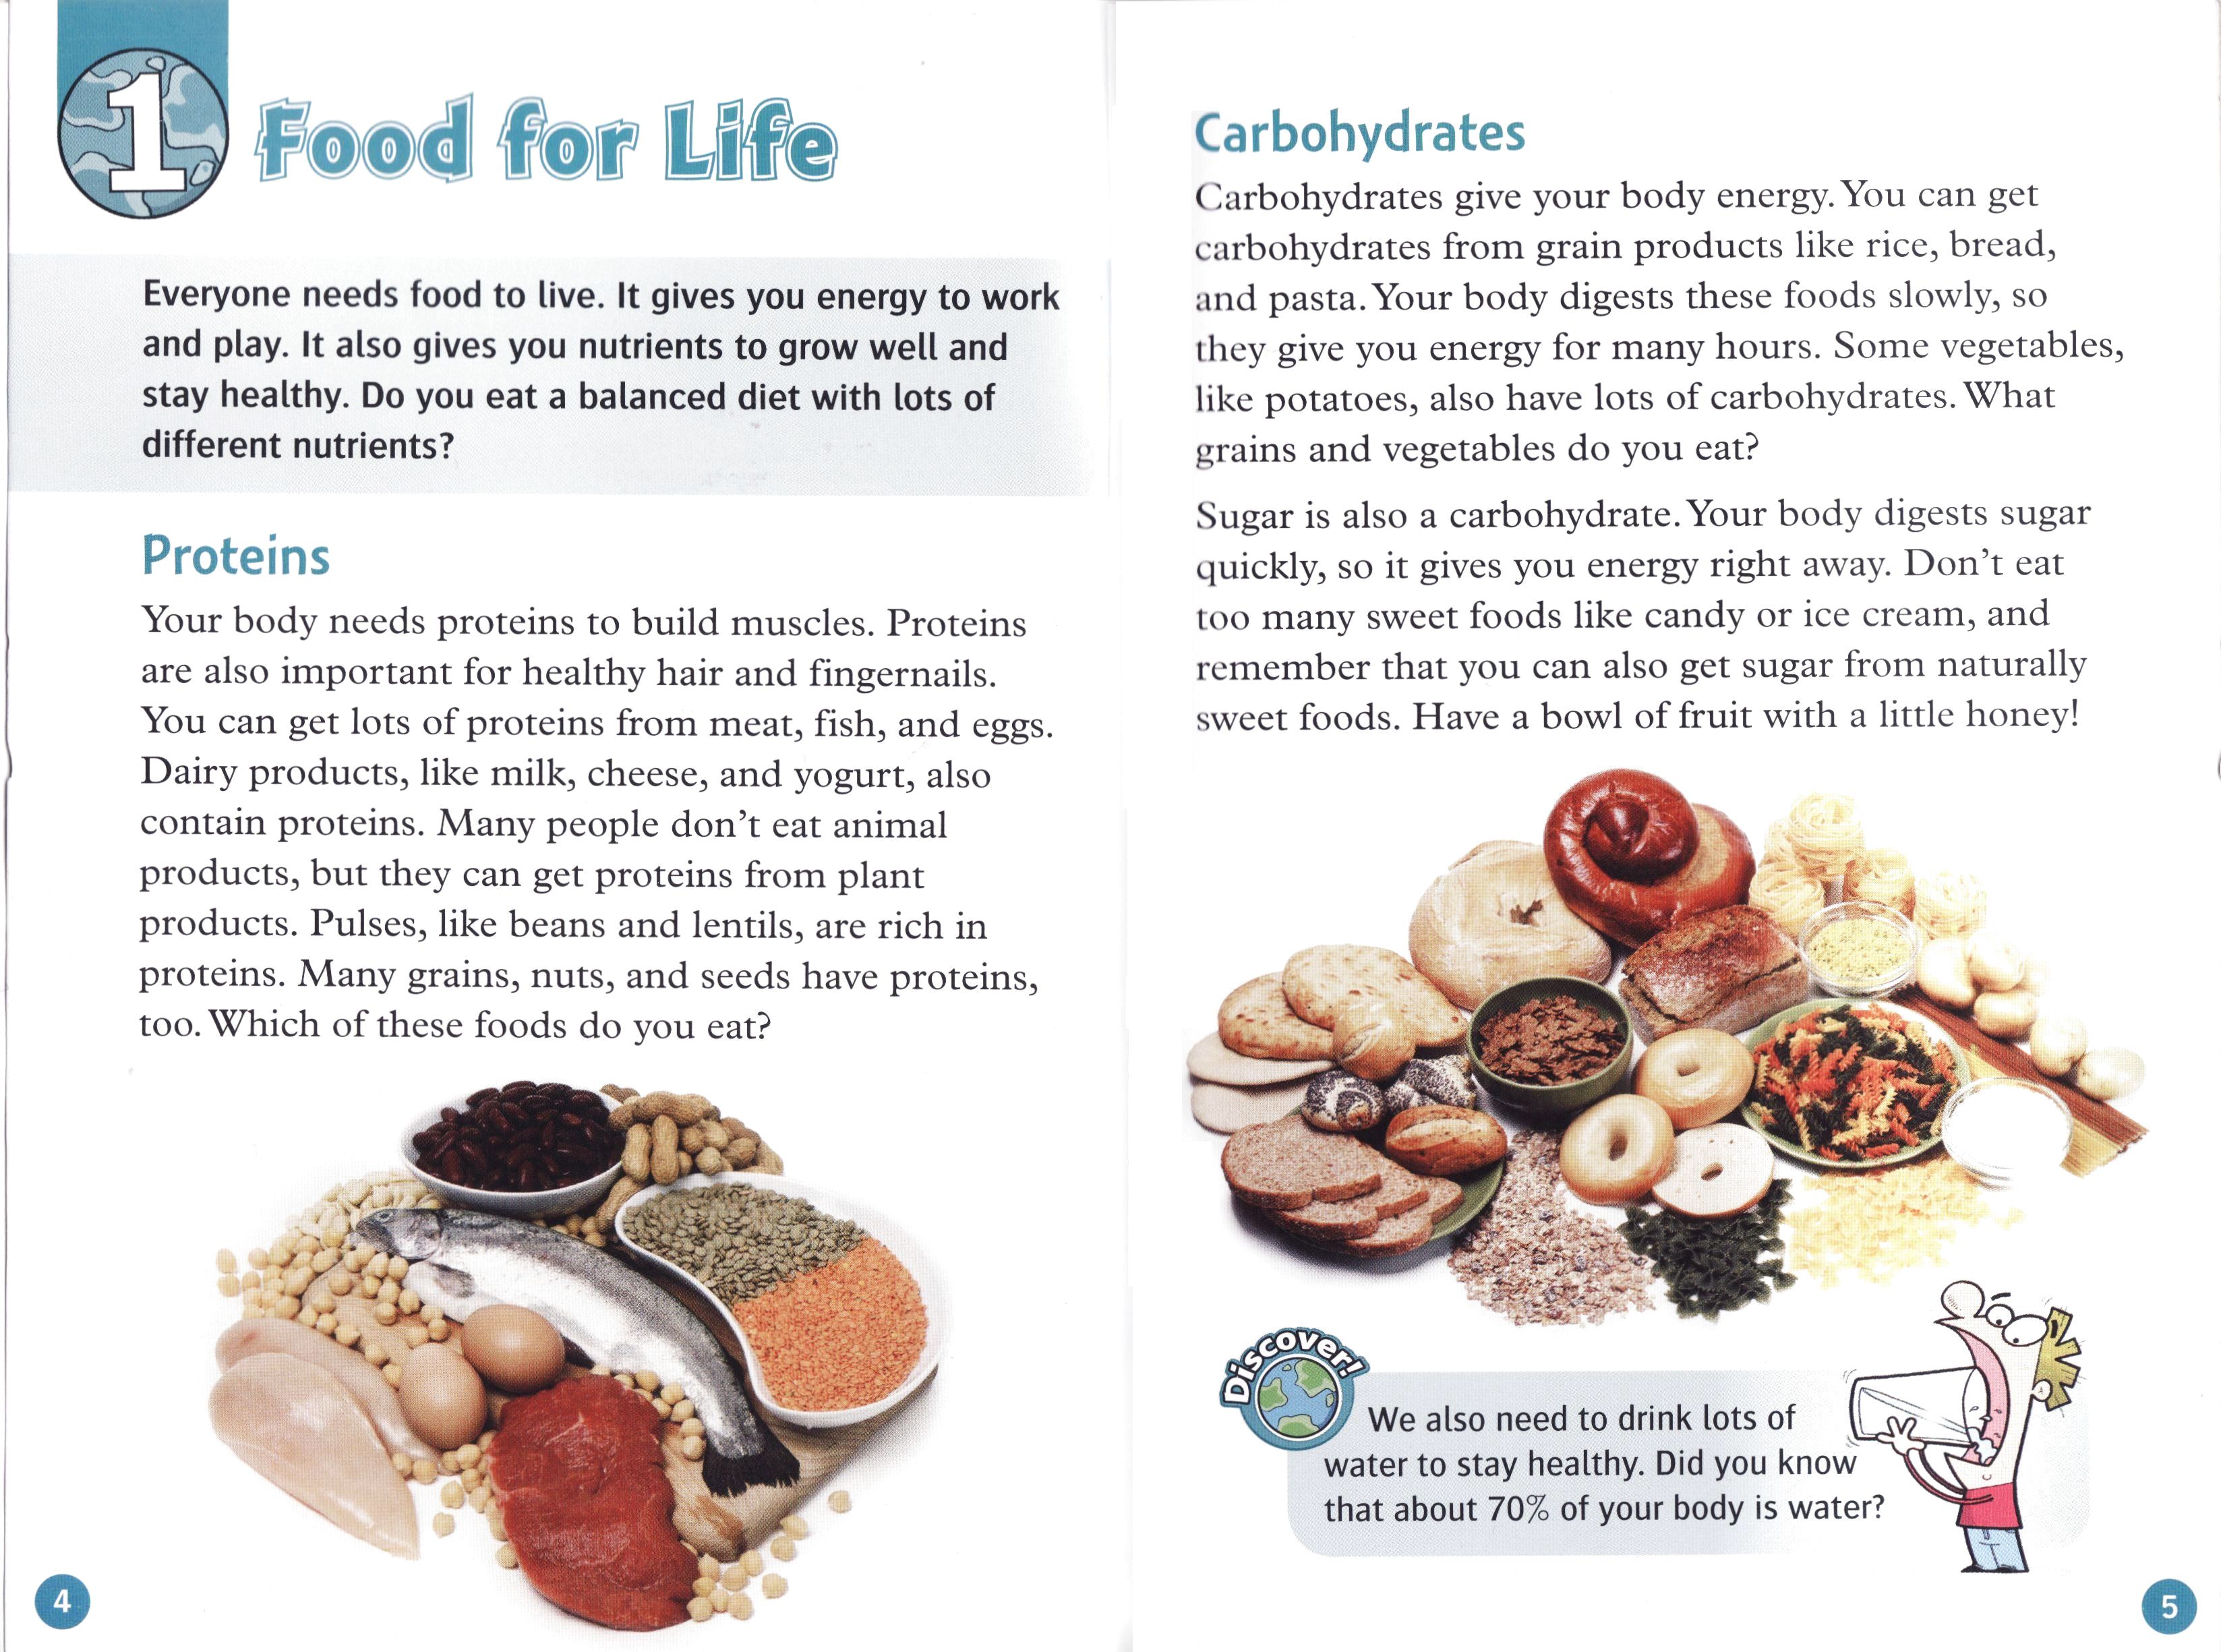 1
Food for Life
Everyone needs food to live. It gives you energy to work
and play. It also gives you nutrients to grow well and
stay healthy. Do you eat a balanced diet with lots of
different nutrients?
Proteins
Your body needs proteins to build muscles. Proteins
are also important for healthy hair and fingernails.
You can get lots of proteins from meat, fish, and eggs.
Dairy products, like milk, cheese, and yogurt, also
contain proteins. Many people don't eat animal
products, but they can get proteins from plant
products. Pulses, like beans and lentils, are rich in
proteins. Many grains, nuts, and seeds have proteins,
too. Which of these foods do you eat?
4
Carbohydrates
Carbohydrates give your body energy. You can get
carbohydrates from grain products like rice, bread,
and pasta. Your body digests these foods slowly, so
they give you energy for many hours. Some vegetables,
like potatoes, also have lots of carbohydrates. What
grains and vegetables do you eat?
Sugar is also a carbohydrate. Your body digests sugar
quickly, so it gives you energy right away. Don't eat
too many sweet foods like candy or ice cream, and
remember that you can also get sugar from naturally
sweet foods. Have a bowl of fruit with a little honey!
Discover!
We also need to drink lots of
water to stay healthy. Did you know
that about 70% of your body is water?
5